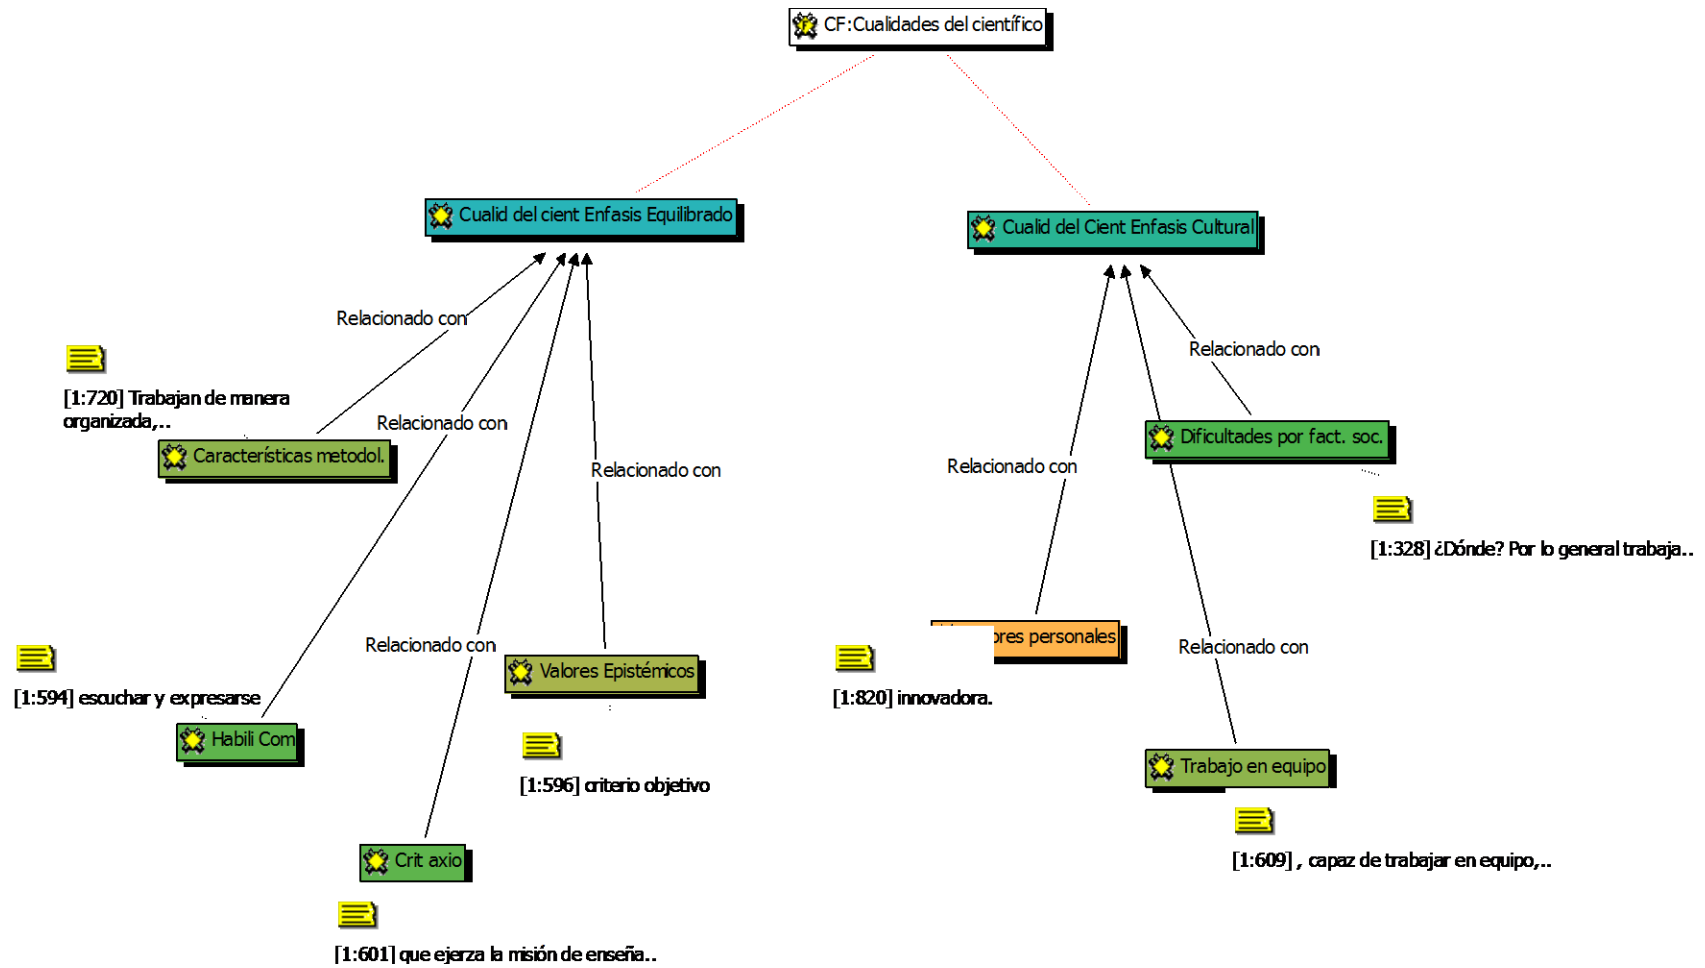 CF:Cualidades del científico
Cualid del cient Enfasis Equilibrado
Cualid del Cient Enfasis Cultural
Relacionado con
Relacionado con
[1:720] Trabajan de manera
organizada,..
Relacionado con
Dificultades por fact. soc.
Características metodol.
Relacionado con
Relacionado con
[1:328] ¿Dónde? Por lo general trabaja..
ores personales
Relacionado con
Relacionado con
Valores Epistémicos
[1:594] escuchar y expresarse
[1:820] innovadora.
Habili Com
Trabajo en equipo
[1:596] criterio objetivo
Crit axio
[1:609] , capaz de trabajar en equipo,..
[1:601] que ejerza la misión de enseña..